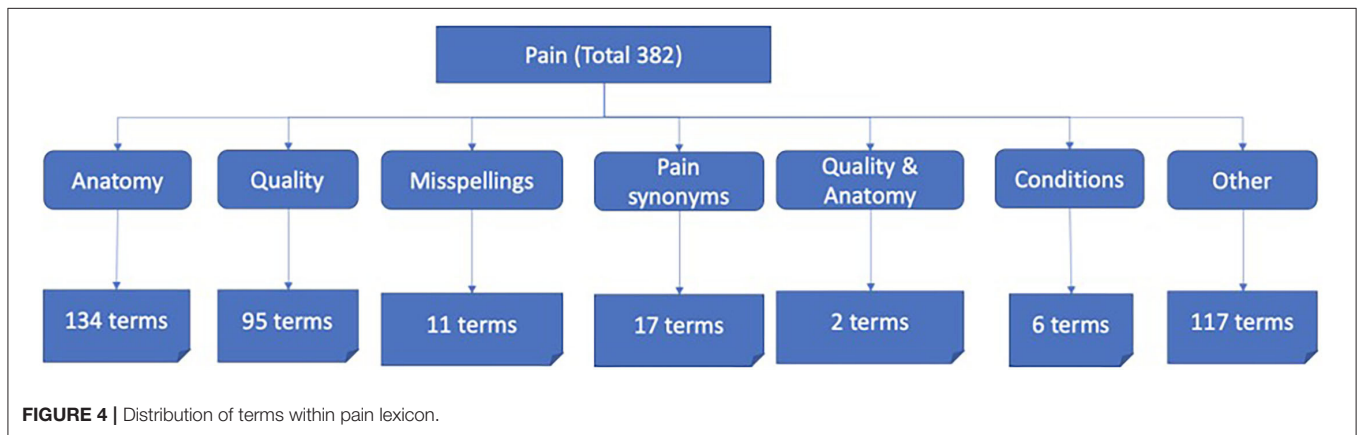 Pain (Total 382)
Anatomy
Quality
Misspellings
Pain
synonyms
Quality &
Anatomy
Conditions
Other
134 terms
95 terms
11 terms
17 terms
2 terms
6 terms
117 terms
FIGURE 4 | Distribution of terms within pain lexicon.